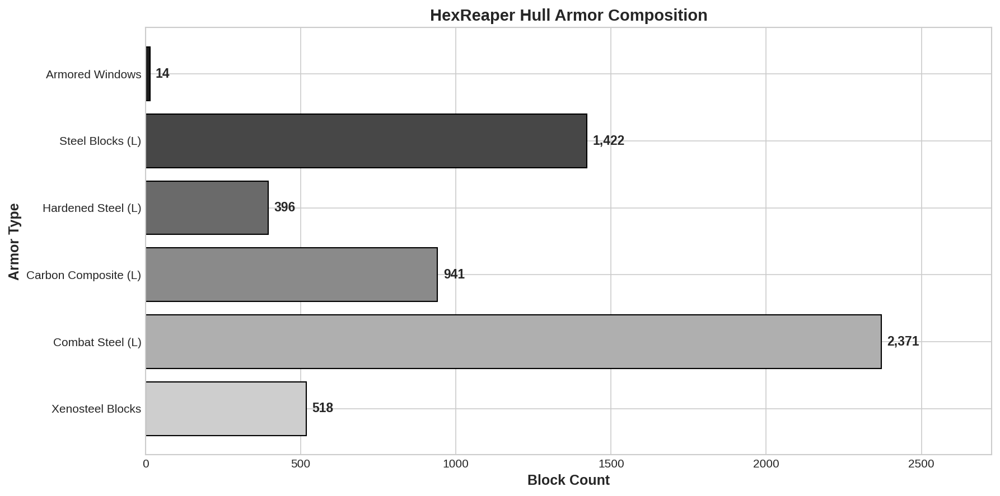 HexReaper Hull Armor Composition
Armor Type
Armored Windows
14
Steel Blocks (L)
1,422
Hardened Steel (L)
396
Carbon Composite (L)
941
Combat Steel (L)
2,371
Xenosteel Blocks
518
0 500 1000 1500 2000 2500
Block Count